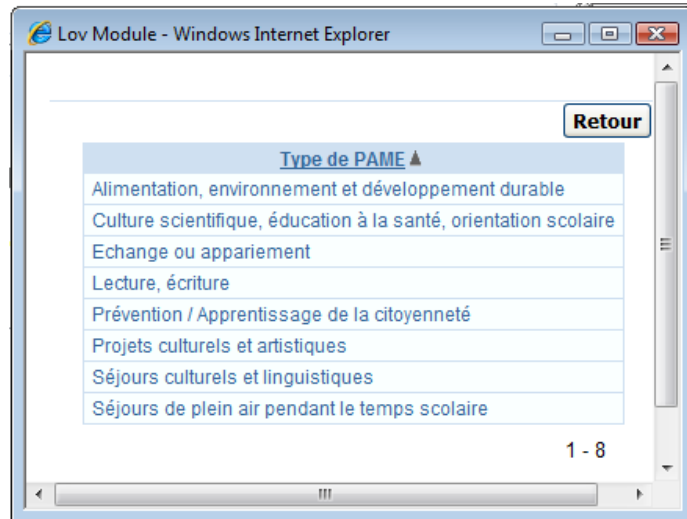 Lov Module - Windows Internet Explorer
Retour
Type de PAME
Alimentation, environnement et développement durable
Culture scientifique, éducation à la santé, orientation scolaire
Echange ou appariement
Lecture, écriture
Prévention / Apprentissage de la citoyenneté
Projets culturels et artistiques
Séjours culturels et linguistiques
Séjours de plein air pendant le temps scolaire
1 - 8